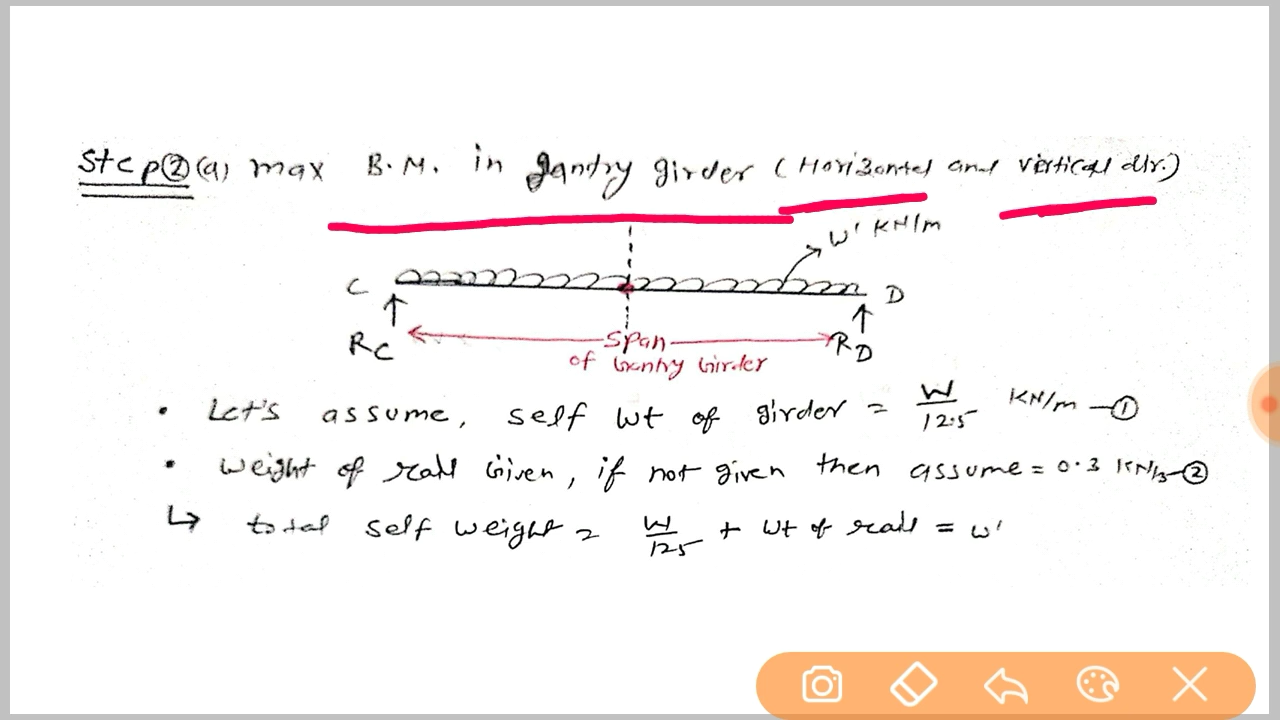 Step② (a) max B.M. in gantry girder (Horizontal and vertical dir.)
W' KN/m
C
D
RC
RD
Span
of Gantry Girder
• Let's assume, self wt of girder = W/12.5 KN/m —①
• weight of rail Given, if not given then assume = 0.3 KN/m —②
↳ total self weight = W/125 + wt of rail = w'